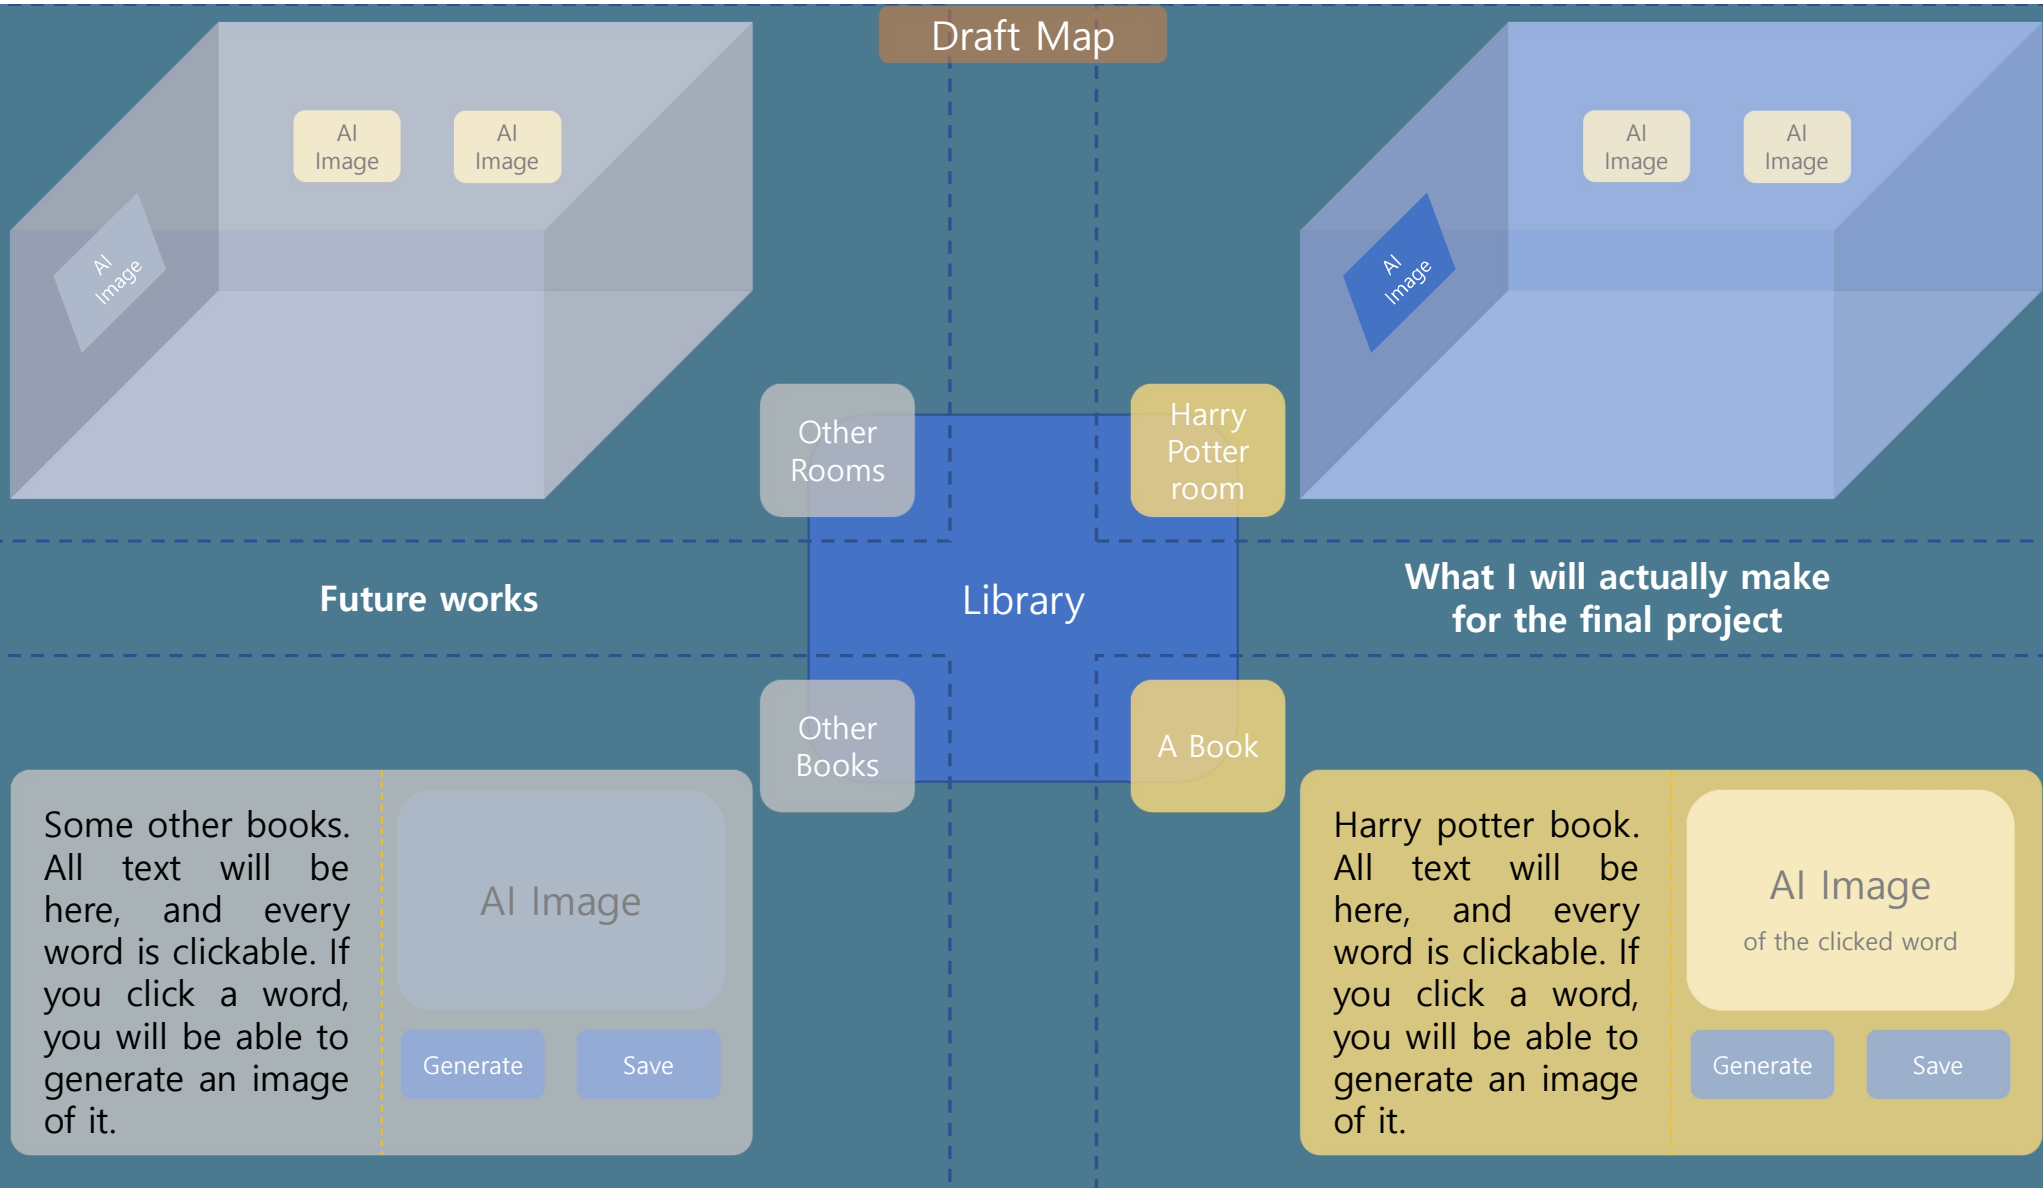 Draft Map
AI
Image
AI
Image
AI
Image
AI
Image
AI
Image
AI
Image
Other
Rooms
Harry
Potter
room
Future works
Library
What I will actually make
for the final project
Other
Books
A Book
Some other books.
All text will be
here, and every
word is clickable. If
you click a word,
you will be able to
generate an image
of it.
AI Image
Generate
Save
Harry potter book.
All text will be
here, and every
word is clickable. If
you click a word,
you will be able to
generate an image
of it.
AI Image
of the clicked word
Generate
Save